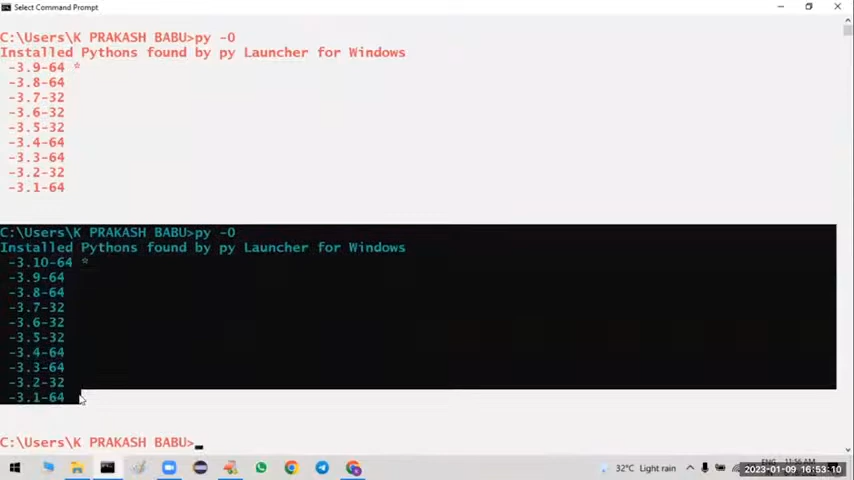 Select Command Prompt
C:\Users\K PRAKASH BABU>py -0
Installed Pythons found by py Launcher for Windows
-3.9-64 *
-3.8-64
-3.7-32
-3.6-32
-3.5-32
-3.4-64
-3.3-64
-3.2-32
-3.1-64
C:\Users\K PRAKASH BABU>py -0
Installed Pythons found by py Launcher for Windows
-3.10-64 *
-3.9-64
-3.8-64
-3.7-32
-3.6-32
-3.5-32
-3.4-64
-3.3-64
-3.2-32
-3.1-64
C:\Users\K PRAKASH BABU>
32°C Light rain
2023-01-09 16:53:10